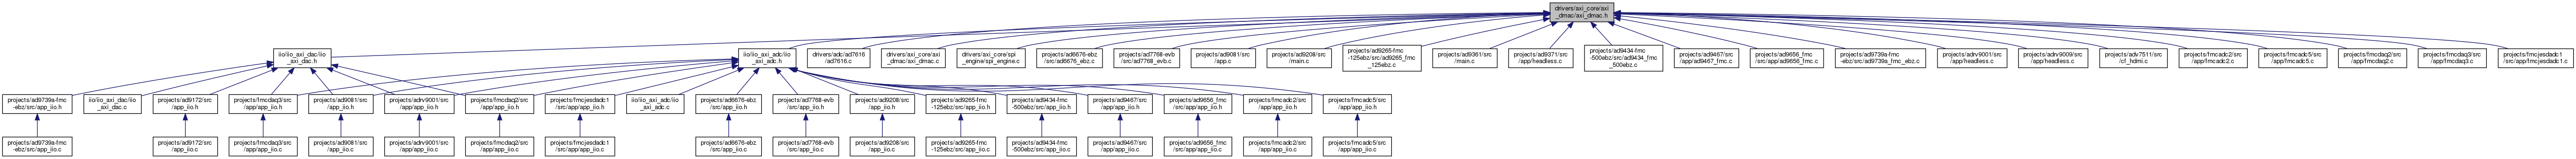 drivers/axi_core/axi
_dmac/axi_dmac.h
iio/iio_axi_dac/iio
_axi_dac.h
iio/iio_axi_adc/iio
_axi_adc.h
drivers/adc/ad7616
/ad7616.c
drivers/axi_core/axi
_dmac/axi_dmac.c
drivers/axi_core/spi
_engine/spi_engine.c
projects/ad6676-ebz
/src/ad6676_ebz.c
projects/ad7768-evb
/src/ad7768_evb.c
projects/ad9081/src
/app.c
projects/ad9208/src
/main.c
projects/ad9265-fmc
-125ebz/src/ad9265_fmc
_125ebz.c
projects/ad9361/src
/main.c
projects/ad9371/src
/app/headless.c
projects/ad9434-fmc
-500ebz/src/ad9434_fmc
_500ebz.c
projects/ad9467/src
/app/ad9467_fmc.c
projects/ad9656_fmc
/src/app/ad9656_fmc.c
projects/ad9739a-fmc
-ebz/src/ad9739a_fmc_ebz.c
projects/adrv9001/src
/app/headless.c
projects/adrv9009/src
/app/headless.c
projects/adv7511/src
/cf_hdmi.c
projects/fmcadc2/src
/app/fmcadc2.c
projects/fmcadc5/src
/app/fmcadc5.c
projects/fmcdaq2/src
/app/fmcdaq2.c
projects/fmcdaq3/src
/app/fmcdaq3.c
projects/fmcjesdadc1
/src/app/fmcjesdadc1.c
projects/ad9739a-fmc
-ebz/src/app_iio.h
iio/iio_axi_dac/iio
_axi_dac.c
projects/ad9172/src
/app_iio.h
projects/fmcdaq3/src
/app/app_iio.h
projects/ad9081/src
/app_iio.h
projects/adrv9001/src
/app/app_iio.h
projects/fmcdaq2/src
/app/app_iio.h
projects/fmcjesdadc1
/src/app/app_iio.h
iio/iio_axi_adc/iio
_axi_adc.c
projects/ad6676-ebz
/src/app_iio.h
projects/ad7768-evb
/src/app_iio.h
projects/ad9208/src
/app_iio.h
projects/ad9265-fmc
-125ebz/src/app_iio.h
projects/ad9434-fmc
-500ebz/src/app_iio.h
projects/ad9467/src
/app/app_iio.h
projects/ad9656_fmc
/src/app/app_iio.h
projects/fmcadc2/src
/app/app_iio.h
projects/fmcadc5/src
/app/app_iio.h
projects/ad9739a-fmc
-ebz/src/app_iio.c
projects/ad9172/src
/app_iio.c
projects/fmcdaq3/src
/app/app_iio.c
projects/ad9081/src
/app_iio.c
projects/adrv9001/src
/app/app_iio.c
projects/fmcdaq2/src
/app/app_iio.c
projects/fmcjesdadc1
/src/app/app_iio.c
projects/ad6676-ebz
/src/app_iio.c
projects/ad7768-evb
/src/app_iio.c
projects/ad9208/src
/app_iio.c
projects/ad9265-fmc
-125ebz/src/app_iio.c
projects/ad9434-fmc
-500ebz/src/app_iio.c
projects/ad9467/src
/app/app_iio.c
projects/ad9656_fmc
/src/app/app_iio.c
projects/fmcadc2/src
/app/app_iio.c
projects/fmcadc5/src
/app/app_iio.c